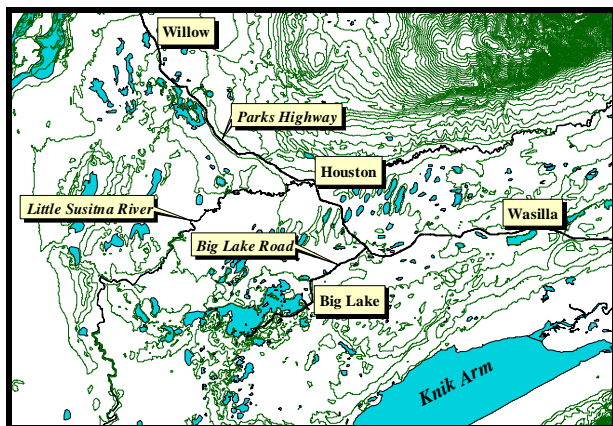 Willow
Parks Highway
Houston
Little Susitna River
Wasilla
Big Lake Road
Big Lake
Knik Arm